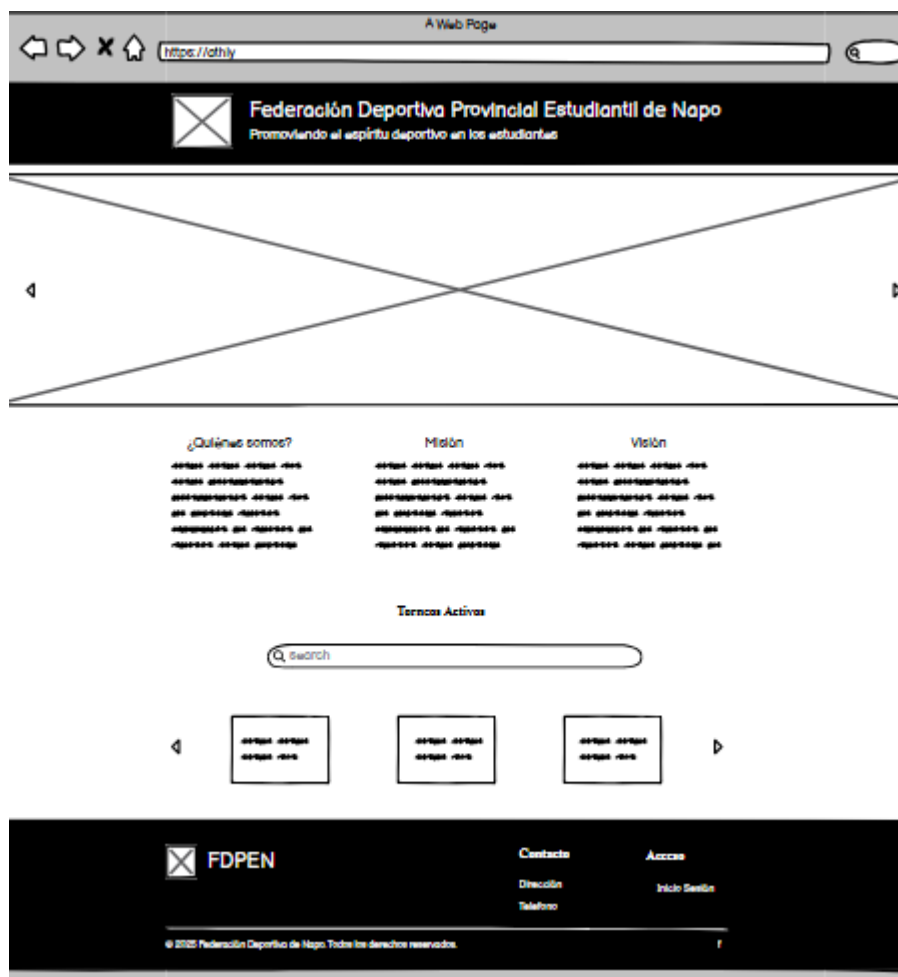 A Web Page
https://athly
Federación Deportiva Provincial Estudiantil de Napo
Promoviendo el espíritu deportivo en los estudiantes
¿Quiénes somos?
Misión
Visión
Torneos Activos
search
FDPEN
Contacto
Acceso
Dirección
Inicio Sesión
Telefono
© 2025 Federación Deportiva de Napo. Todos los derechos reservados.
f